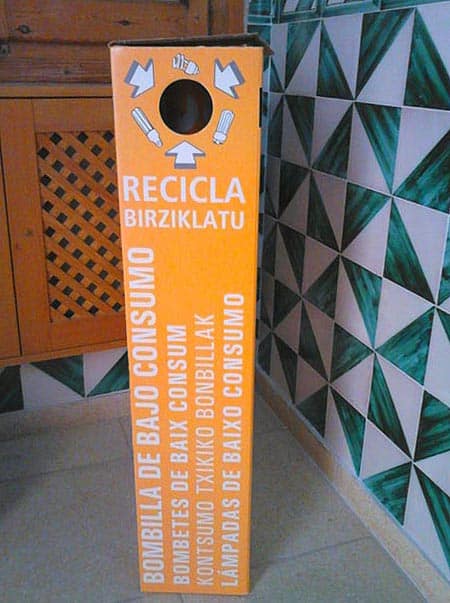 RECICLA
BIRZIKLATU
BOMBILLA DE BAJO CONSUMO
BOMBETES DE BAIX CONSUM
KONTSUMO TXIKIKO BONBILLAK
LÁMPADAS DE BAIXO CONSUMO